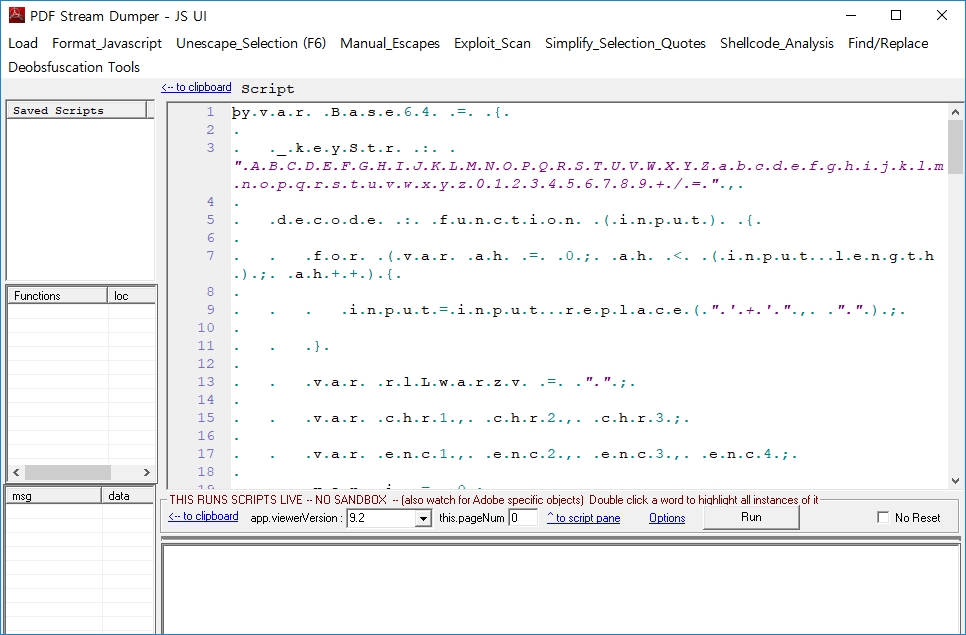 PDF Stream Dumper - JS UI
Load Format_Javascript Unescape_Selection (F6) Manual_Escapes Exploit_Scan Simplify_Selection_Quotes Shellcode_Analysis Find/Replace
Deobsfuscation Tools
<-- to clipboard Script
Saved Scripts
1 þy.v.a.r. .B.a.s.e.6.4. .=. .{.
2 .
3 . ._.k.e.y.S.t.r. .:. .
".A.B.C.D.E.F.G.H.I.J.K.L.M.N.O.P.Q.R.S.T.U.V.W.X.Y.Z.a.b.c.d.e.f.g.h.i.j.k.l.m
.n.o.p.q.r.s.t.u.v.w.x.y.z.0.1.2.3.4.5.6.7.8.9.+./.=.".,.
4 .
5 . .d.e.c.o.d.e. .:. .f.u.n.c.t.i.o.n. .(.i.n.p.u.t.). .{.
6 .
7 . . .f.o.r. .(.v.a.r. .a.h. .=. .0.;. .a.h. .<. .(.i.n.p.u.t...l.e.n.g.t.h
.).;. .a.h.+.+.).{.
8 .
9 . . . .i.n.p.u.t.=.i.n.p.u.t...r.e.p.l.a.c.e.(.".'.+.'.".,. .".".).;.
10 .
11 . . .}.
12 .
13 . . .v.a.r. .r.l.L.w.a.r.z.v. .=. .".".;.
14 .
15 . . .v.a.r. .c.h.r.1.,. .c.h.r.2.,. .c.h.r.3.;.
16 .
17 . . .v.a.r. .e.n.c.1.,. .e.n.c.2.,. .e.n.c.3.,. .e.n.c.4.;.
18 .
Functions loc
msg data
THIS RUNS SCRIPTS LIVE -- NO SANDBOX -- (also watch for Adobe specific objects) Double click a word to highlight all instances of it
<-- to clipboard app.viewerVersion : 9.2 this.pageNum 0 ^ to script pane Options Run No Reset